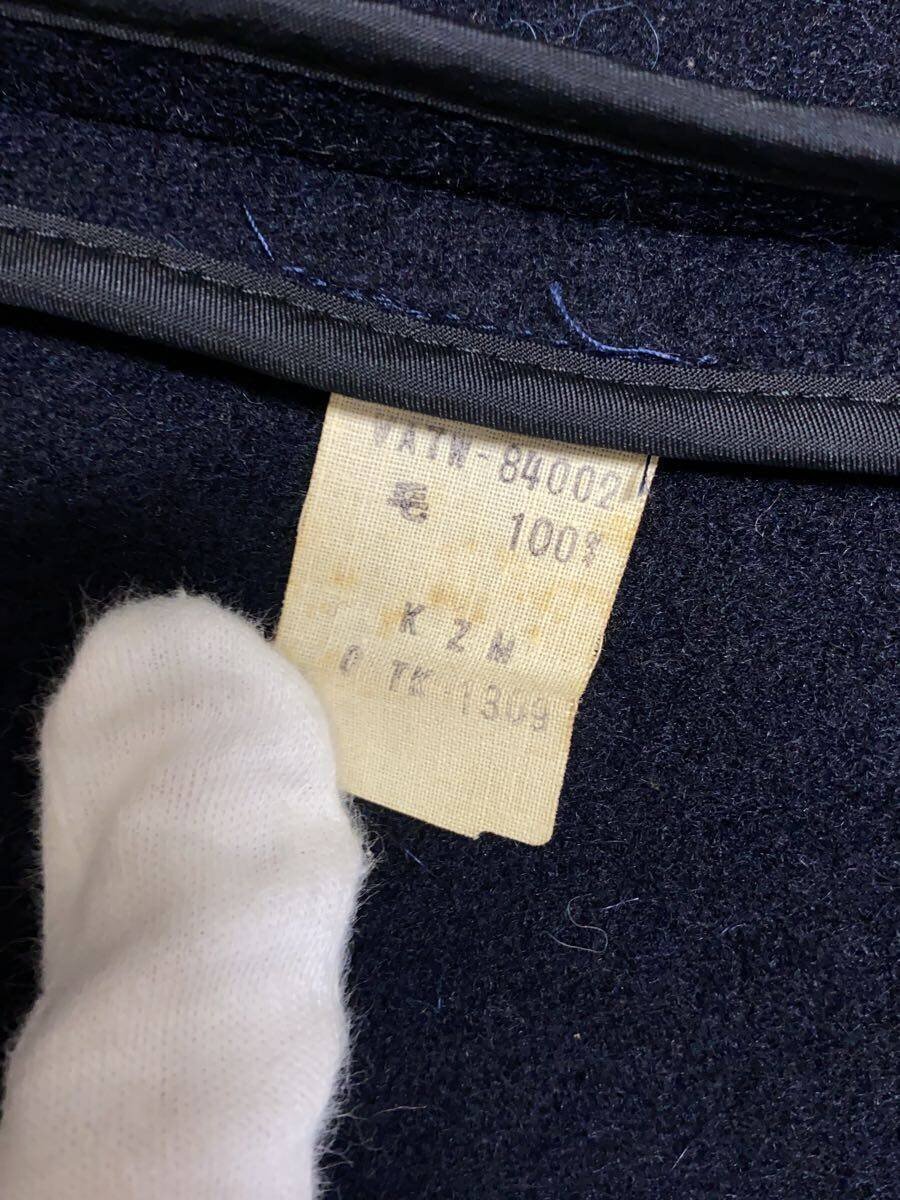 VATW-84002
毛 100%
K Z M
TK 1309